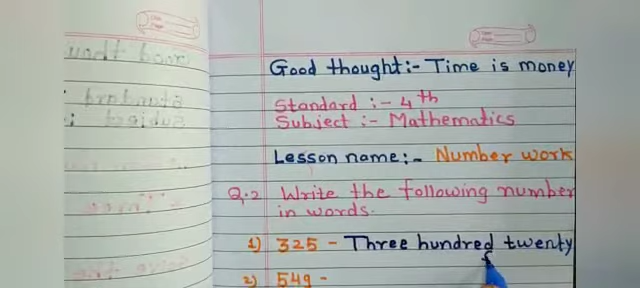 Good thought:- Time is money
Standard :- 4th
Subject :- Mathematics
Lesson name:- Number work
Q.2 Write the following number
in words.
1) 325 - Three hundred twenty
f
2) 549 -